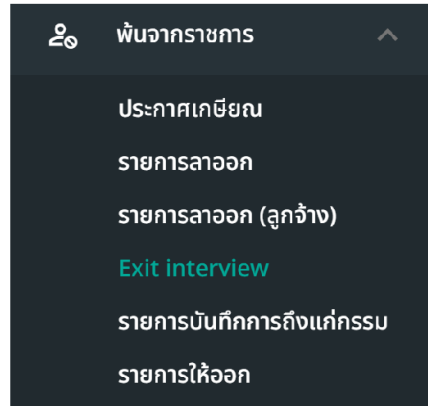 พ้นจากราชการ
ประกาศเกษียณ
รายการลาออก
รายการลาออก (ลูกจ้าง)
Exit interview
รายการบันทึกการถึงแก่กรรม
รายการให้ออก